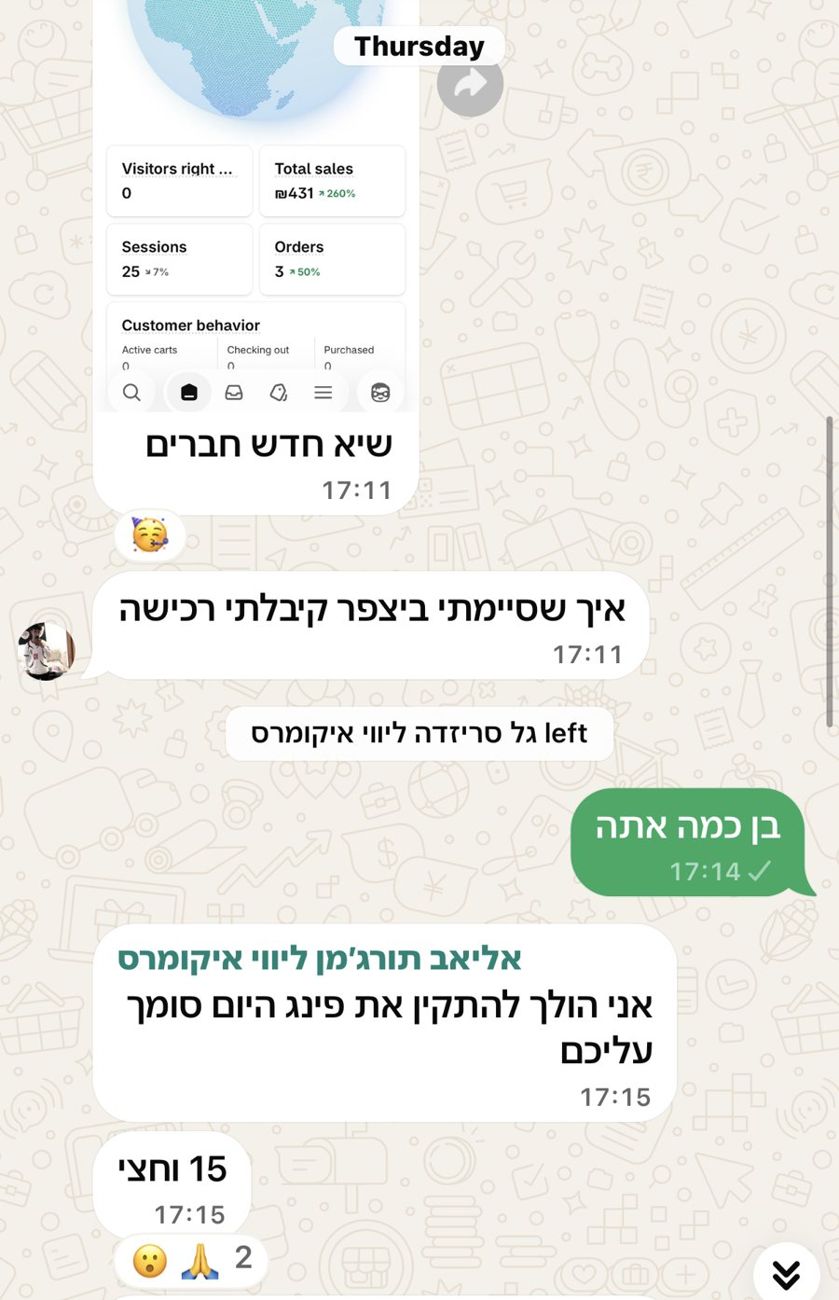 Thursday
Visitors right ...
Total sales
0
₪431 ↗ 260%
Sessions
Orders
25 ↘ 7%
3 ↗ 50%
Customer behavior
Active carts
Checking out
Purchased
0
0
0
שיא חדש חברים
17:11
איך שסיימתי ביצפר קיבלתי רכישה
17:11
גל סריזדה ליווי איקומרס left
בן כמה אתה
17:14
אליאב תורג'מן ליווי איקומרס
אני הולך להתקין את פינג היום סומך
עליכם
17:15
15 וחצי
17:15
2